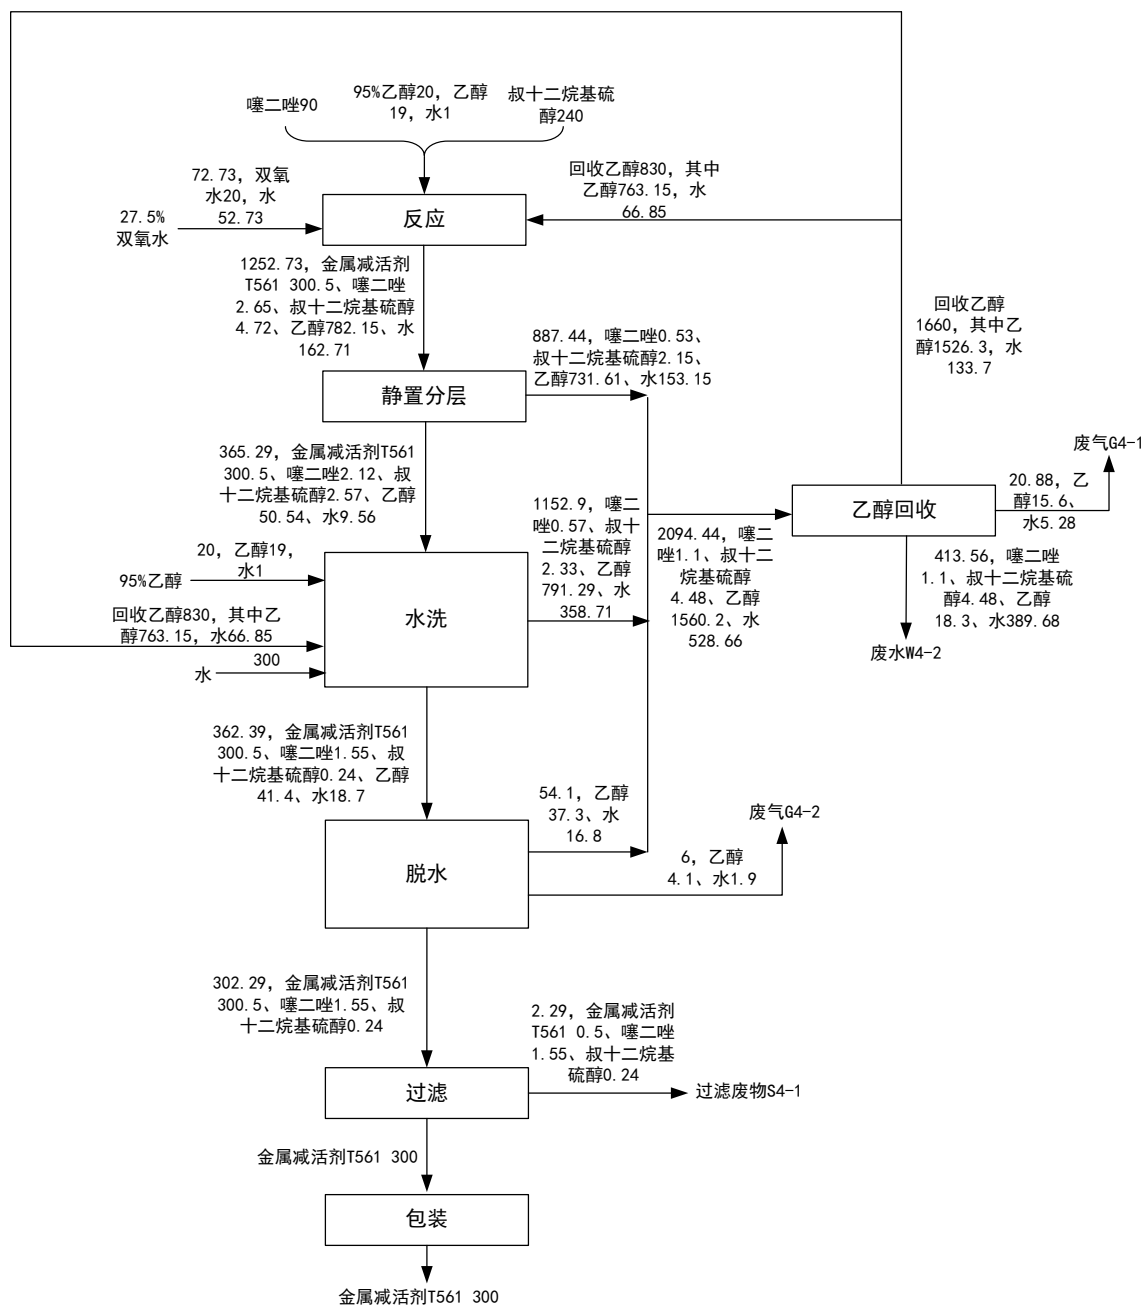 噻二唑90
95%乙醇20，乙醇
19，水1
叔十二烷基硫
醇240
回收乙醇830，其中
乙醇763.15，水
66.85
72.73，双氧
水20，水
52.73
27.5%
双氧水
反应
1252.73，金属减活剂
T561 300.5、噻二唑
2.65、叔十二烷基硫醇
4.72、乙醇782.15、水
162.71
回收乙醇
1660，其中乙
醇1526.3，水
133.7
887.44，噻二唑0.53、
叔十二烷基硫醇2.15、
乙醇731.61、水153.15
静置分层
废气G4-1
365.29，金属减活剂T561
300.5、噻二唑2.12、叔
十二烷基硫醇2.57、乙醇
50.54、水9.56
20.88，乙
醇15.6，
水5.28
乙醇回收
1152.9，噻二
唑0.57、叔十
二烷基硫醇
2.33、乙醇
791.29、水
358.71
2094.44，噻二
唑1.1、叔十二
烷基硫醇
4.48、乙醇
1560.2、水
528.66
413.56，噻二唑
1.1、叔十二烷基硫
醇4.48、乙醇
18.3、水389.68
20，乙醇19，
水1
95%乙醇
水洗
回收乙醇830，其中乙
醇763.15，水66.85
废水W4-2
300
水
362.39，金属减活剂T561
300.5、噻二唑1.55、叔
十二烷基硫醇0.24、乙醇
41.4、水18.7
54.1，乙醇
37.3、水
16.8
废气G4-2
6，乙醇
4.1、水1.9
脱水
302.29，金属减活剂T561
300.5、噻二唑1.55、叔
十二烷基硫醇0.24
2.29，金属减活剂
T561 0.5、噻二唑
1.55、叔十二烷基
硫醇0.24
过滤
过滤废物S4-1
金属减活剂T561 300
包装
金属减活剂T561 300